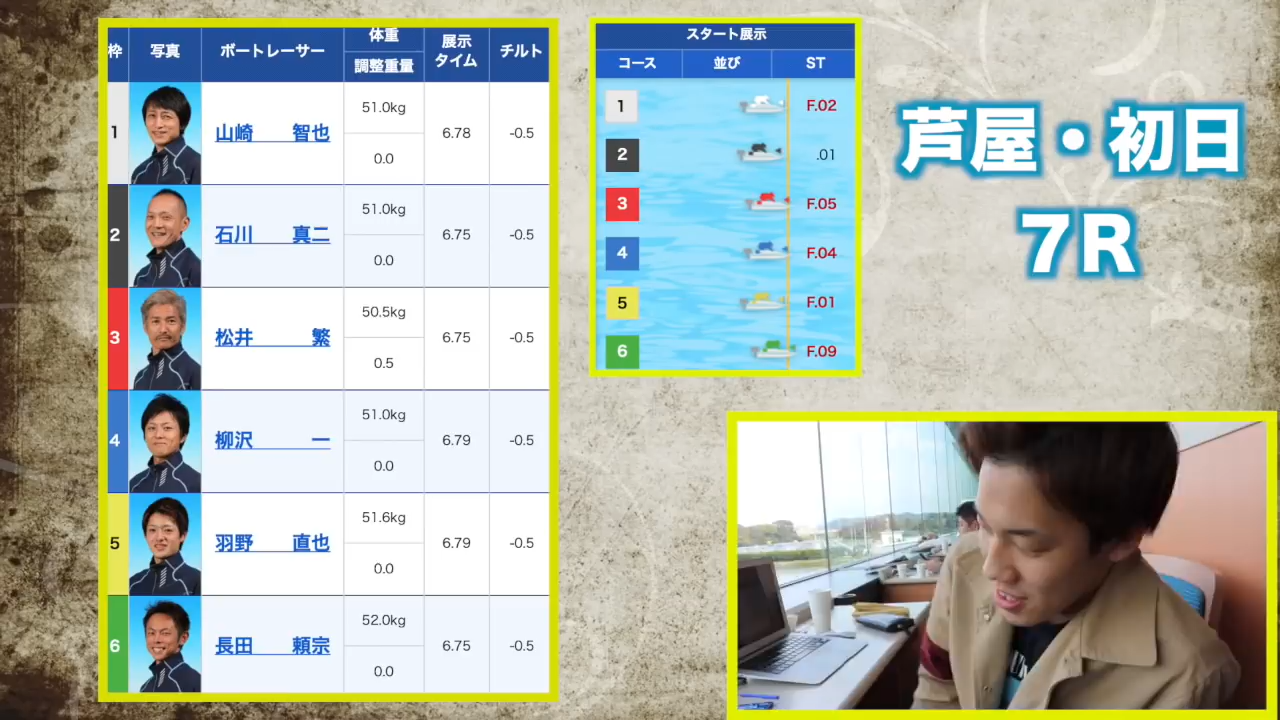 枠 写真 ボートレーサー 体重 調整重量 展示タイム チルト
1 山崎 智也 51.0kg 0.0 6.78 -0.5
2 石川 真二 51.0kg 0.0 6.75 -0.5
3 松井 繁 50.5kg 0.5 6.75 -0.5
4 柳沢 一 51.0kg 0.0 6.79 -0.5
5 羽野 直也 51.6kg 0.0 6.79 -0.5
6 長田 頼宗 52.0kg 0.0 6.75 -0.5
スタート展示
コース 並び ST
1 F.02
2 .01
3 F.05
4 F.04
5 F.01
6 F.09
芦屋・初日
7R